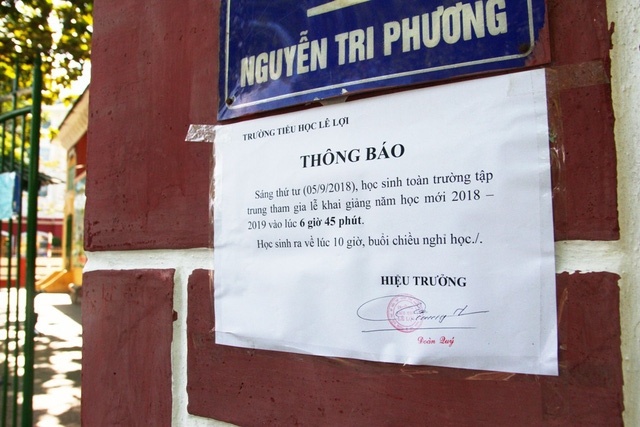 NGUYỄN TRI PHƯƠNG
TRƯỜNG TIỂU HỌC LÊ LỢI
THÔNG BÁO
Sáng thứ tư (05/9/2018), học sinh toàn trường tập
trung tham gia lễ khai giảng năm học mới 2018 –
2019 vào lúc 6 giờ 45 phút.
Học sinh ra về lúc 10 giờ, buổi chiều nghỉ học./.
HIỆU TRƯỞNG
Đoàn Quý